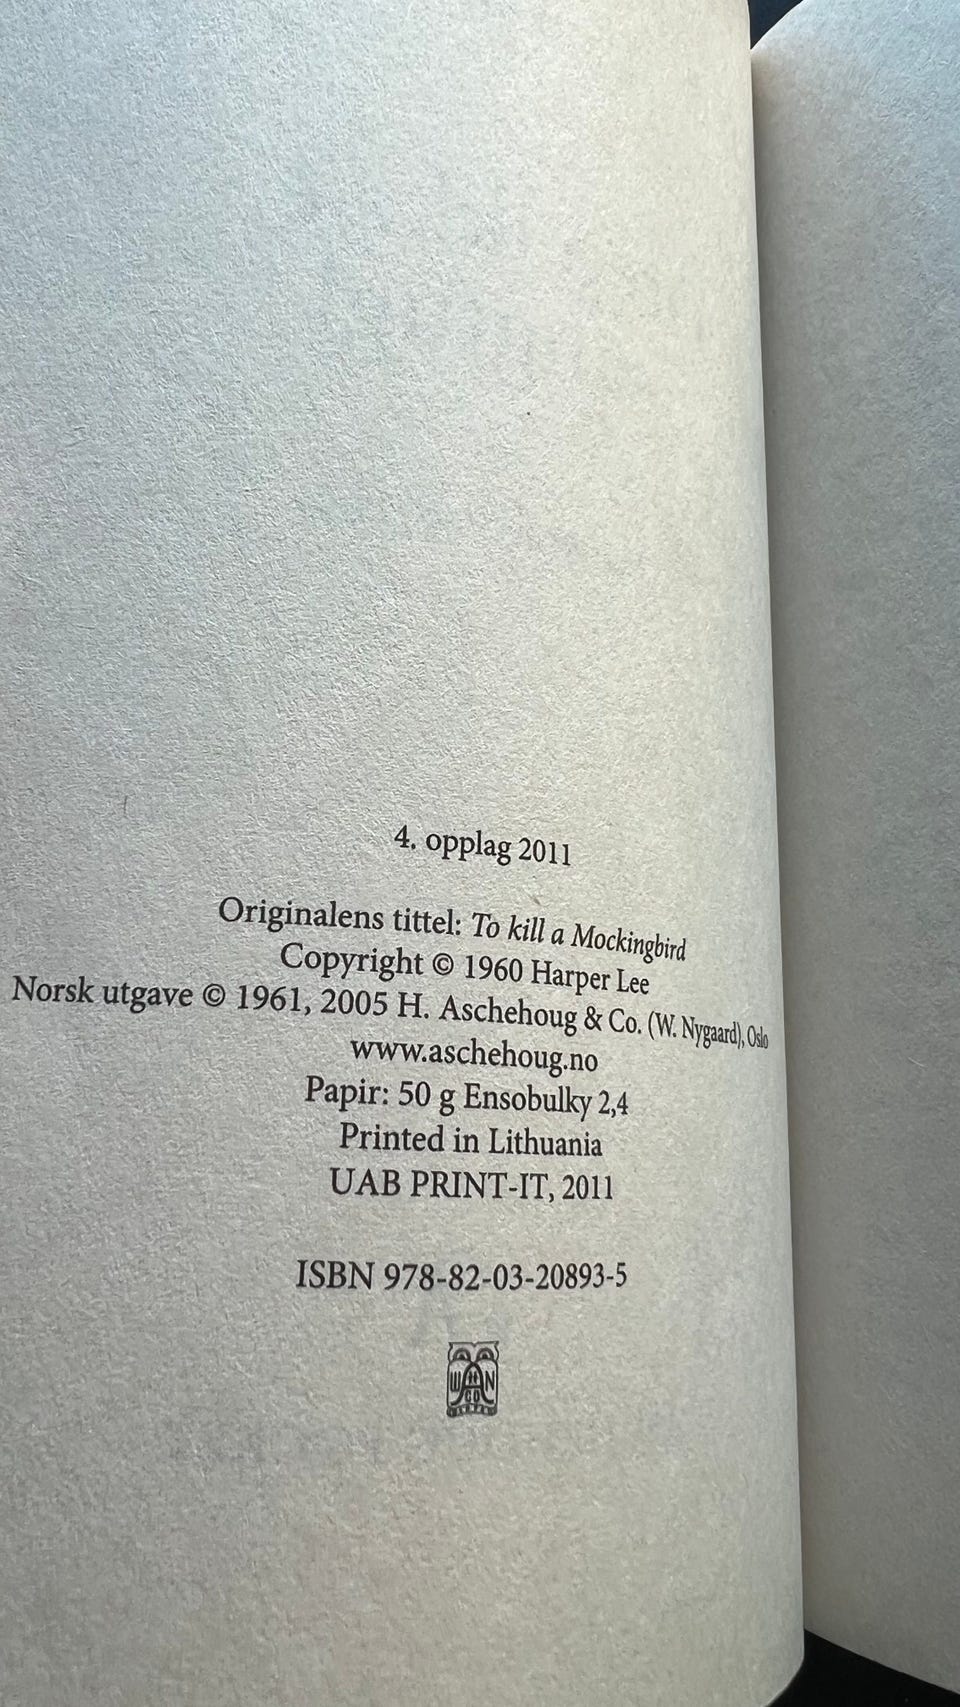 4. opplag 2011
Originalens tittel: To kill a Mockingbird
Copyright © 1960 Harper Lee
Norsk utgave © 1961, 2005 H. Aschehoug & Co. (W. Nygaard), Oslo
www.aschehoug.no
Papir: 50 g Ensobulky 2,4
Printed in Lithuania
UAB PRINT-IT, 2011
ISBN 978-82-03-20893-5